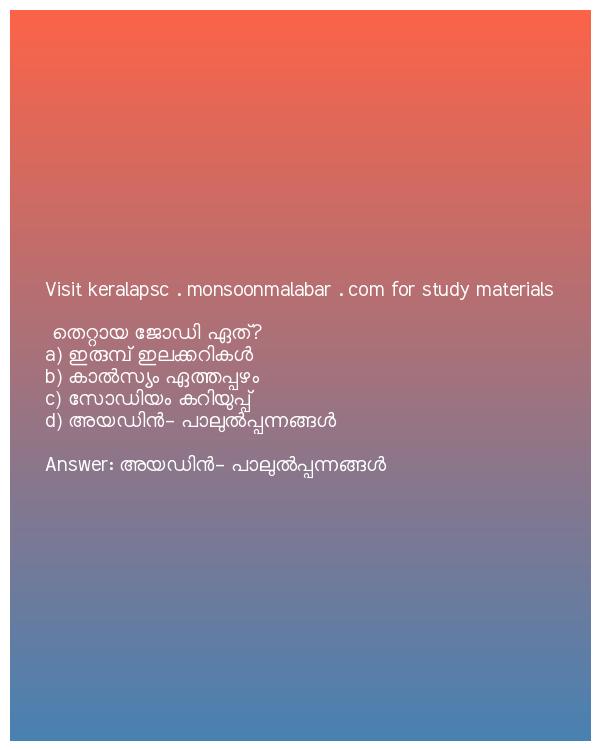 Visit keralapsc . monsoonmalabar . com for study materials
തെറ്റായ ജോഡി ഏത്?
a) ഇരുമ്പ് ഇലക്കറികൾ
b) കാൽസ്യം ഏത്തപ്പഴം
c) സോഡിയം കറിയുപ്പ്
d) അയഡിൻ- പാലുൽപ്പന്നങ്ങൾ
Answer: അയഡിൻ- പാലുൽപ്പന്നങ്ങൾ